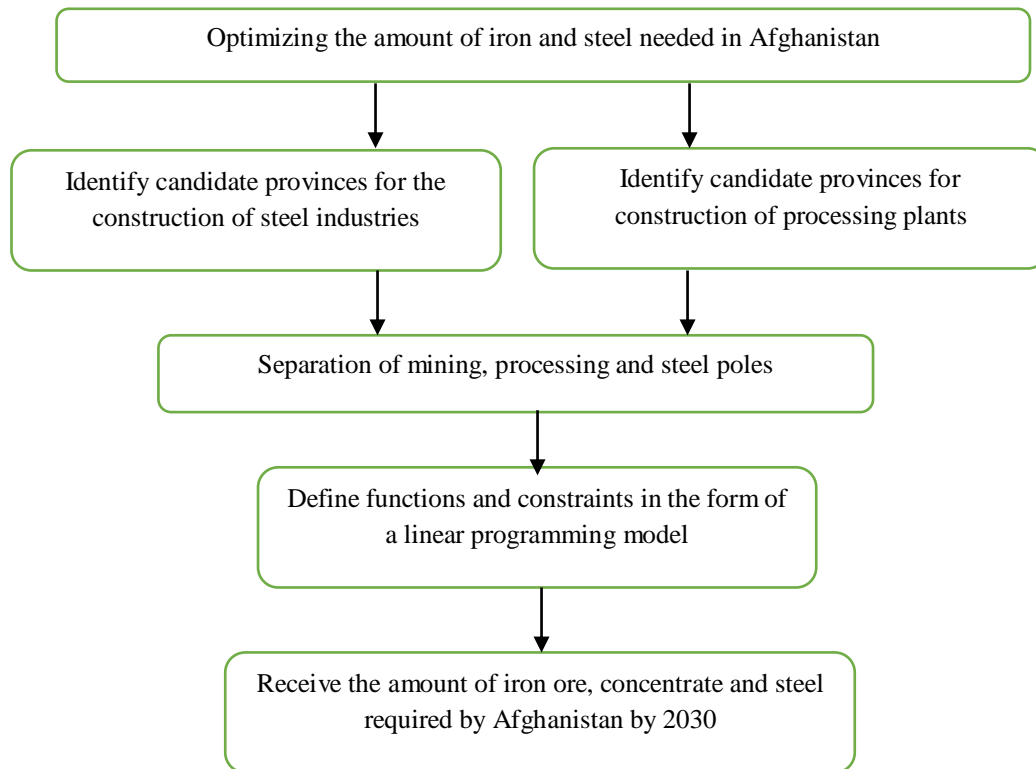 Optimizing the amount of iron and steel needed in Afghanistan
Identify candidate provinces for the
construction of steel industries
Identify candidate provinces for
construction of processing plants
Separation of mining, processing and steel poles
Define functions and constraints in the form of
a linear programming model
Receive the amount of iron ore, concentrate and steel
required by Afghanistan by 2030